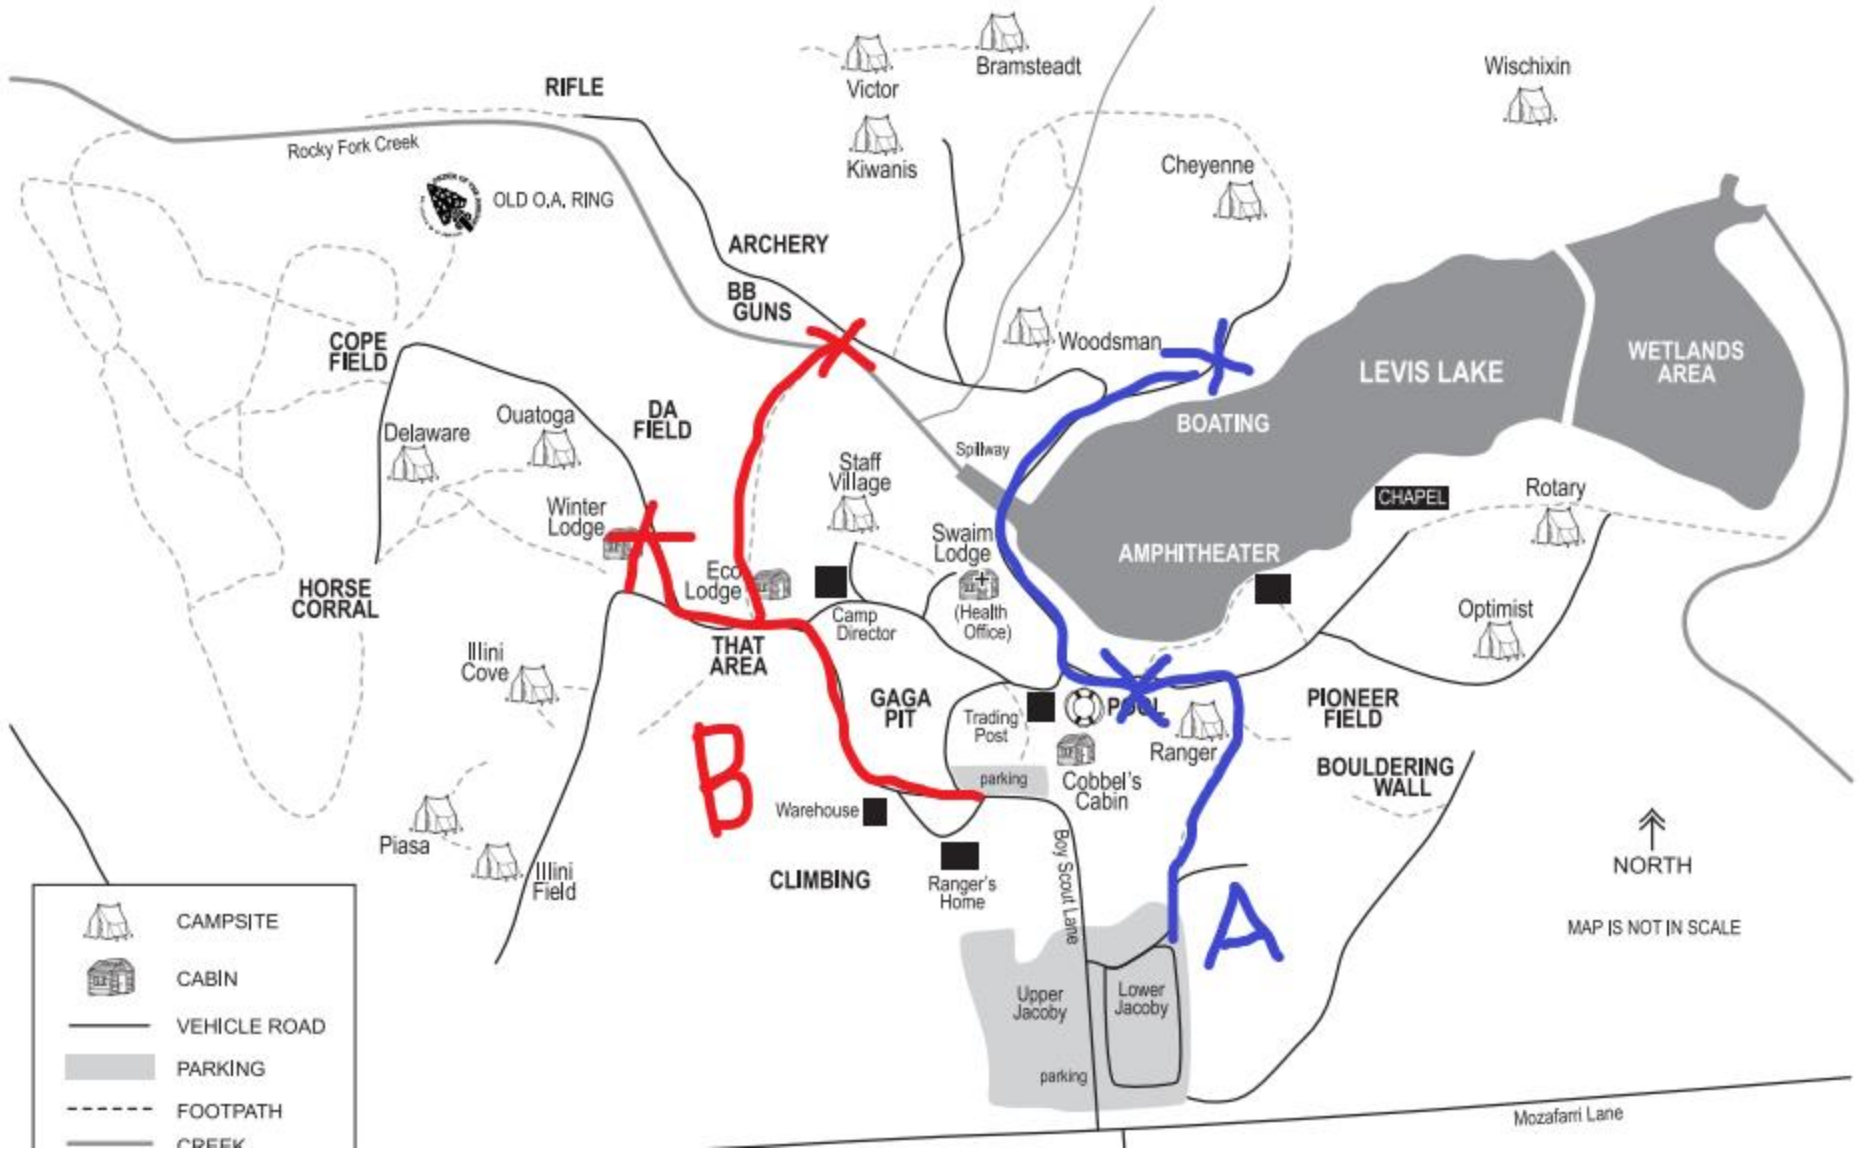 Bramsteadt
Victor
Kiwanis
Wischixin
RIFLE
Rocky Fork Creek
OLD O.A. RING
Cheyenne
ARCHERY
BB
GUNS
COPE
FIELD
Woodsman
LEVIS LAKE
WETLANDS
AREA
BOATING
DA
FIELD
Ouatoga
Delaware
Spillway
Staff
Village
CHAPEL
Rotary
Winter
Lodge
Swaim
Lodge
(Health
Office)
AMPHITHEATER
Eco
Lodge
Camp
Director
HORSE
CORRAL
Optimist
THAT
AREA
Illini
Cove
GAGA
PIT
Trading
Post
POOL
Ranger
PIONEER
FIELD
BOULDERING
WALL
parking
Cobbel's
Cabin
Warehouse
B
Piasa
Illini
Field
CLIMBING
Ranger's
Home
Boy Scout Lane
A
NORTH
MAP IS NOT IN SCALE
Upper
Jacoby
Lower
Jacoby
parking
Mozafarri Lane
CAMPSITE
CABIN
VEHICLE ROAD
PARKING
FOOTPATH
CREEK